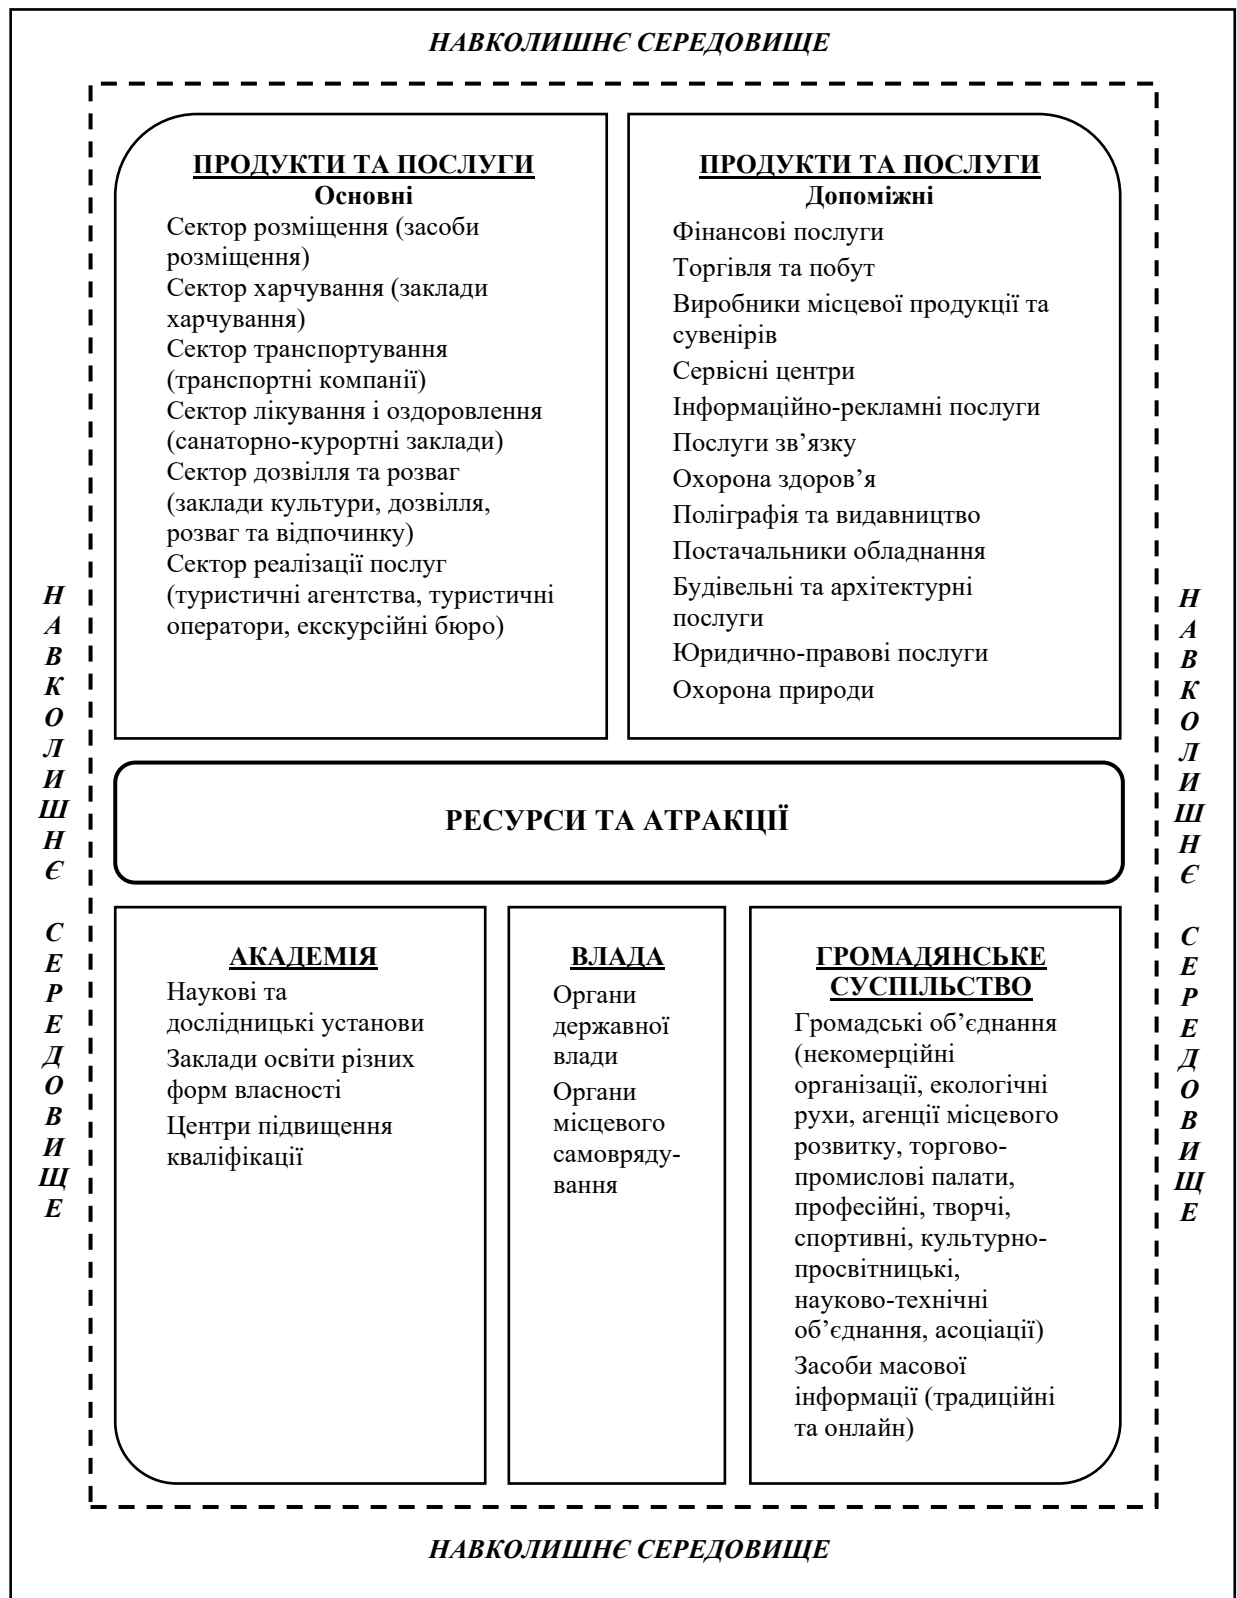 НАВКОЛИШНЄ СЕРЕДОВИЩЕ
ПРОДУКТИ ТА ПОСЛУГИ
Основні
Сектор розміщення (засоби
розміщення)
Сектор харчування (заклади
харчування)
Сектор транспортування
(транспортні компанії)
Сектор лікування і оздоровлення
(санаторно-курортні заклади)
Сектор дозвілля та розваг
(заклади культури, дозвілля,
розваг та відпочинку)
Сектор реалізації послуг
(туристичні агентства, туристичні
оператори, екскурсійні бюро)
ПРОДУКТИ ТА ПОСЛУГИ
Допоміжні
Фінансові послуги
Торгівля та побут
Виробники місцевої продукції та
сувенірів
Сервісні центри
Інформаційно-рекламні послуги
Послуги зв’язку
Охорона здоров’я
Поліграфія та видавництво
Постачальники обладнання
Будівельні та архітектурні
послуги
Юридично-правові послуги
Охорона природи
НАВКОЛИШНЄ СЕРЕДОВИЩЕ
НАВКОЛИШНЄ СЕРЕДОВИЩЕ
РЕСУРСИ ТА АТРАКЦІЇ
АКАДЕМІЯ
Наукові та
дослідницькі установи
Заклади освіти різних
форм власності
Центри підвищення
кваліфікації
ВЛАДА
Органи
державної
влади
Органи
місцевого
самовряду-
вання
ГРОМАДЯНСЬКЕ
СУСПІЛЬСТВО
Громадські об’єднання
(некомерційні
організації, екологічні
рухи, агенції місцевого
розвитку, торгово-
промислові палати,
професійні, творчі,
спортивні, культурно-
просвітницькі,
науково-технічні
об’єднання, асоціації)
Засоби масової
інформації (традиційні
та онлайн)
НАВКОЛИШНЄ СЕРЕДОВИЩЕ